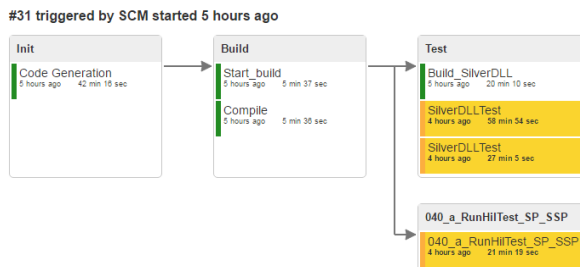 #31 triggered by SCM started 5 hours ago
Init
Code Generation
5 hours ago 42 min 16 sec
Build
Start_build
5 hours ago 5 min 37 sec
Compile
5 hours ago 5 min 36 sec
Test
Build_SilverDLL
5 hours ago 20 min 10 sec
SilverDLLTest
4 hours ago 58 min 54 sec
SilverDLLTest
4 hours ago 27 min 5 sec
040_a_RunHilTest_SP_SSP
040_a_RunHilTest_SP_SSP
4 hours ago 21 min 19 sec